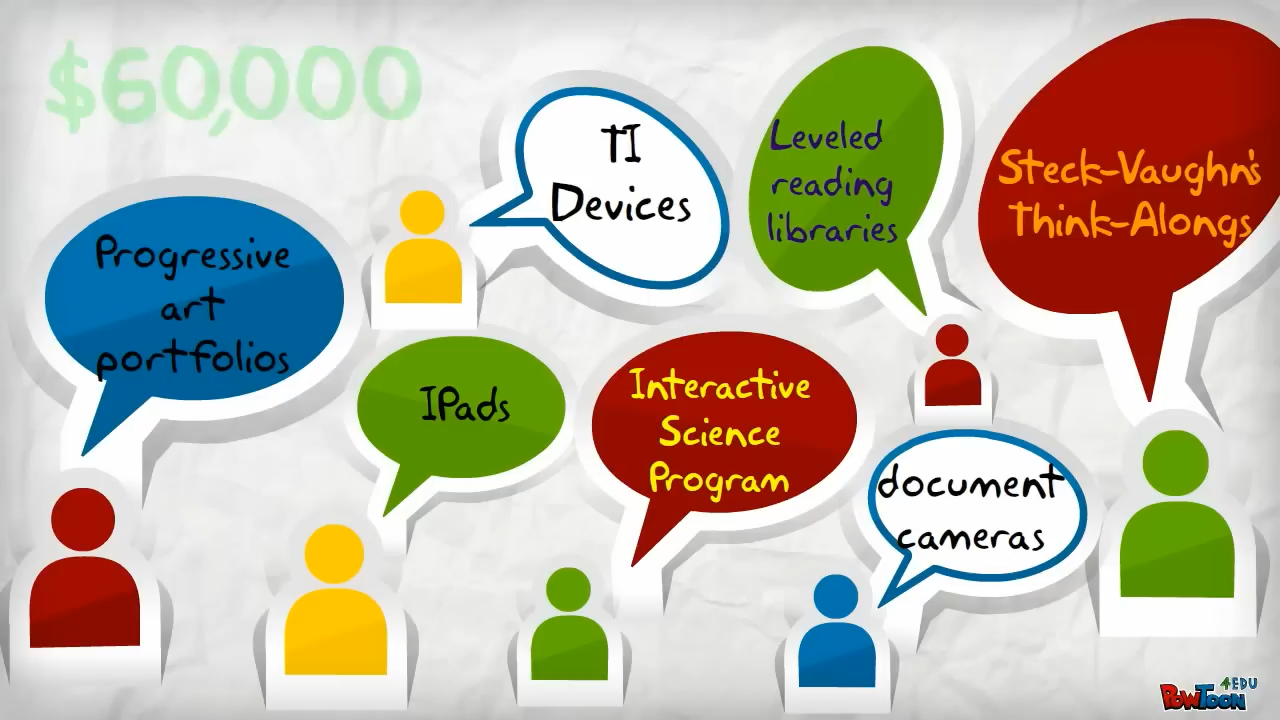 $60,000
TI
Devices
Leveled
reading
libraries
Steck-Vaughn's
Think-Alongs
Progressive
art
portfolios
IPads
Interactive
Science
Program
document
cameras
4EDU
POWTOON